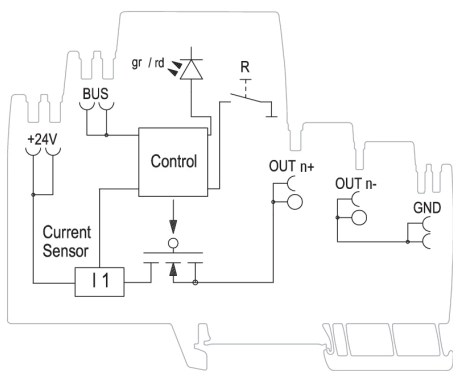 gr / rd
R
BUS
+24V
Control
OUT n+
OUT n-
GND
Current
Sensor
I 1